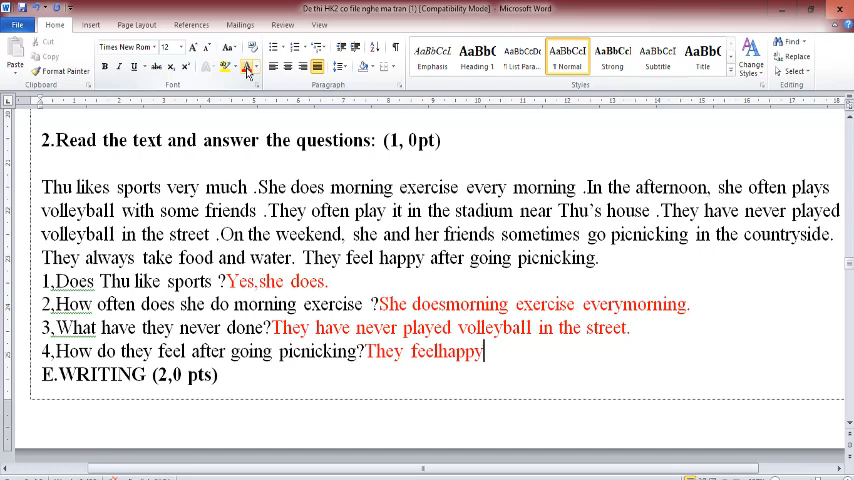 De thi HK2 co file nghe ma tran (1) [Compatibility Mode] - Microsoft Word
File Home Insert Page Layout References Mailings Review View
Paste Cut Copy Format Painter Clipboard
Times New Rom 12 Aa
B I U abc X₂ X² A A Font
Paragraph
AaBbCcI Emphasis AaBbC Heading 1 AaBbCcI ¶ List Para... AaBbCcI ¶ Normal AaBbCc Strong AaBbCcI Subtitle AaBb( Title Change Styles Styles
Find Replace Select Editing
2.Read the text and answer the questions: (1, 0pt)
Thu likes sports very much .She does morning exercise every morning .In the afternoon, she often plays
volleyball with some friends .They often play it in the stadium near Thu’s house .They have never played
volleyball in the street .On the weekend, she and her friends sometimes go picnicking in the countryside.
They always take food and water. They feel happy after going picnicking.
1,Does Thu like sports ?Yes,she does.
2,How often does she do morning exercise ?She doesmorning exercise everymorning.
3,What have they never done?They have never played volleyball in the street.
4,How do they feel after going picnicking?They feelhappy
E.WRITING (2,0 pts)